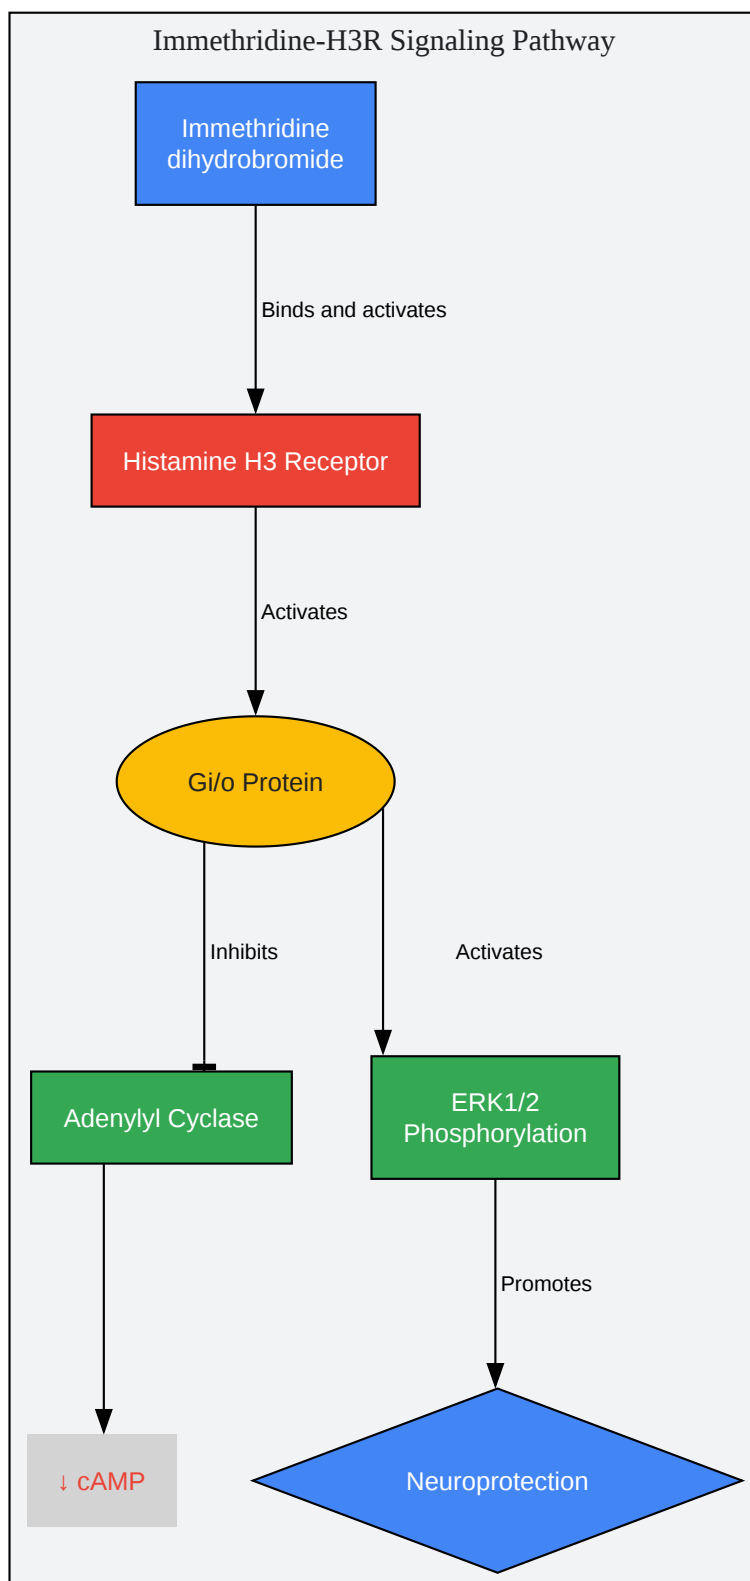 Immethridine-H3R Signaling Pathway
Immethridine
dihydrobromide
Binds and activates
Histamine H3 Receptor
Activates
Gi/o Protein
Inhibits
Activates
Adenylyl Cyclase
ERK1/2
Phosphorylation
Promotes
↓ cAMP
Neuroprotection